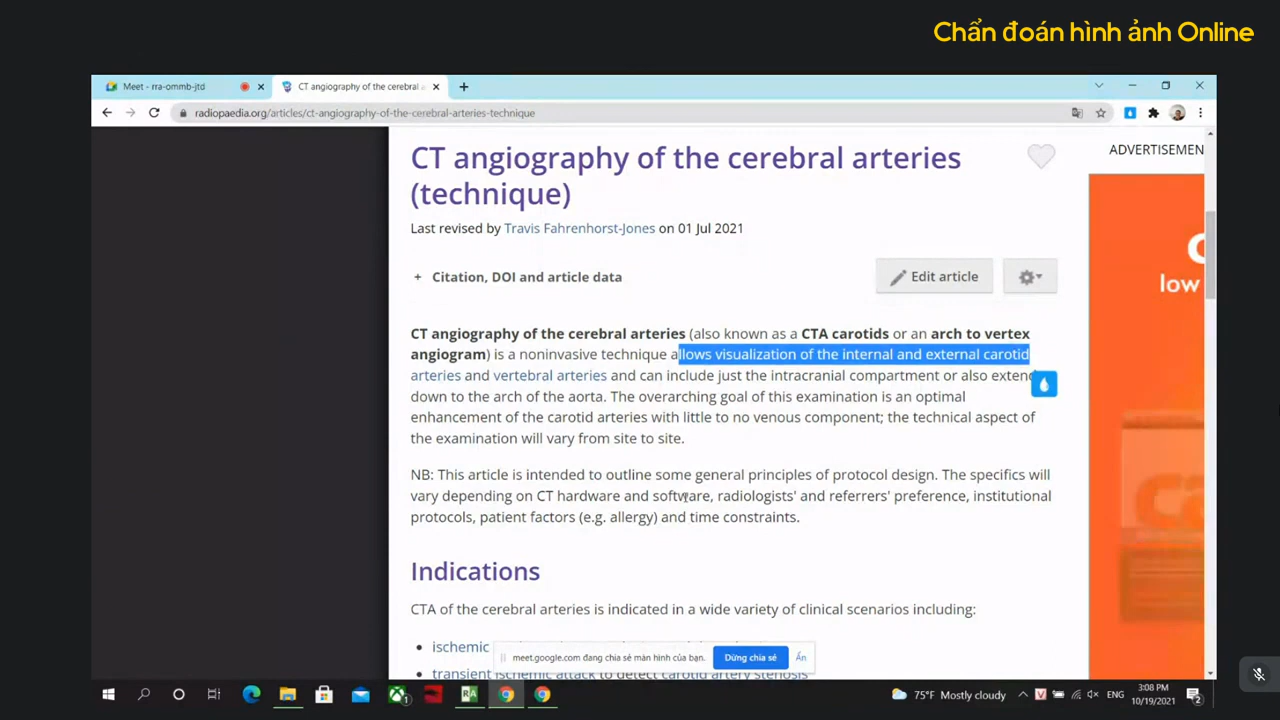 Chẩn đoán hình ảnh Online
Meet - rra-ommb-jtd
CT angiography of the cerebral a
radiopaedia.org/articles/ct-angiography-of-the-cerebral-arteries-technique
CT angiography of the cerebral arteries
(technique)
ADVERTISEMEN
Last revised by Travis Fahrenhorst-Jones on 01 Jul 2021
low
+ Citation, DOI and article data
Edit article
CT angiography of the cerebral arteries (also known as a CTA carotids or an arch to vertex
angiogram) is a noninvasive technique allows visualization of the internal and external carotid
arteries and vertebral arteries and can include just the intracranial compartment or also extend
down to the arch of the aorta. The overarching goal of this examination is an optimal
enhancement of the carotid arteries with little to no venous component; the technical aspect of
the examination will vary from site to site.
NB: This article is intended to outline some general principles of protocol design. The specifics will
vary depending on CT hardware and software, radiologists' and referrers' preference, institutional
protocols, patient factors (e.g. allergy) and time constraints.
Indications
CTA of the cerebral arteries is indicated in a wide variety of clinical scenarios including:
ischemic
meet.google.com đang chia sẻ màn hình của bạn.
Dừng chia sẻ
Ẩn
transient ischemic attack to detect carotid artery stenosis
RA
75°F Mostly cloudy
V
ENG
3:08 PM
10/19/2021
2